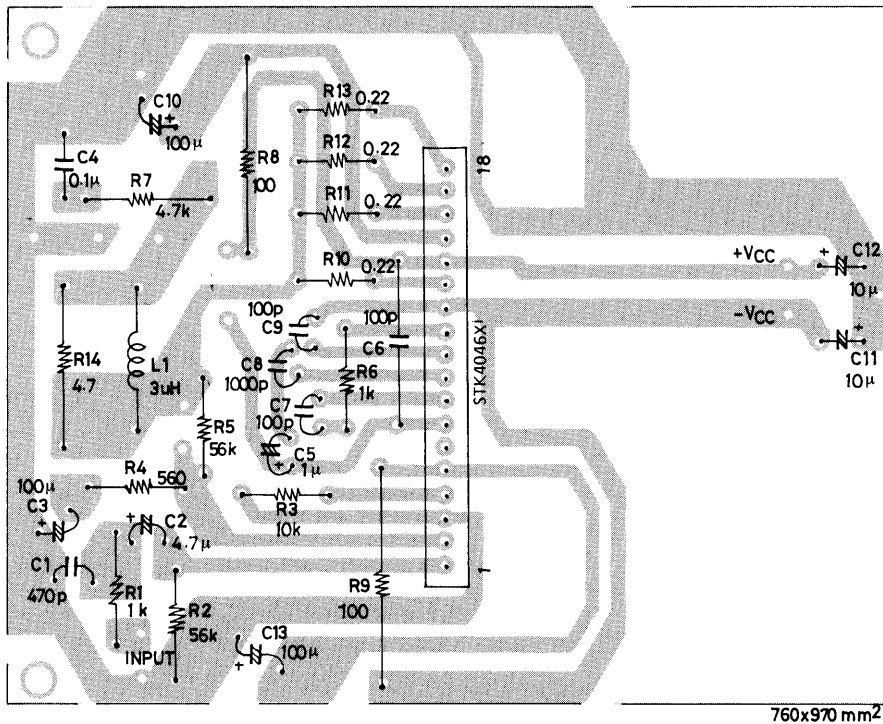 C10
+
100μ
R13
0.22
R12
0.22
R11
0.22
R8
100
C4
0.1μ
R7
4.7k
18
R10
0.22
+VCC
+
C12
10μ
-VCC
+
C11
10μ
100p
C9
100p
C6
C8
1000p
R6
1k
C7
100p
STK4046XI
R14
4.7
L1
3uH
R5
56k
+
C5
1μ
R4
560
100μ
C3
+
R3
10k
+
C2
4.7μ
C1
470p
R1
1k
R2
56k
R9
100
1
INPUT
C13
+
100μ
760x970 mm2